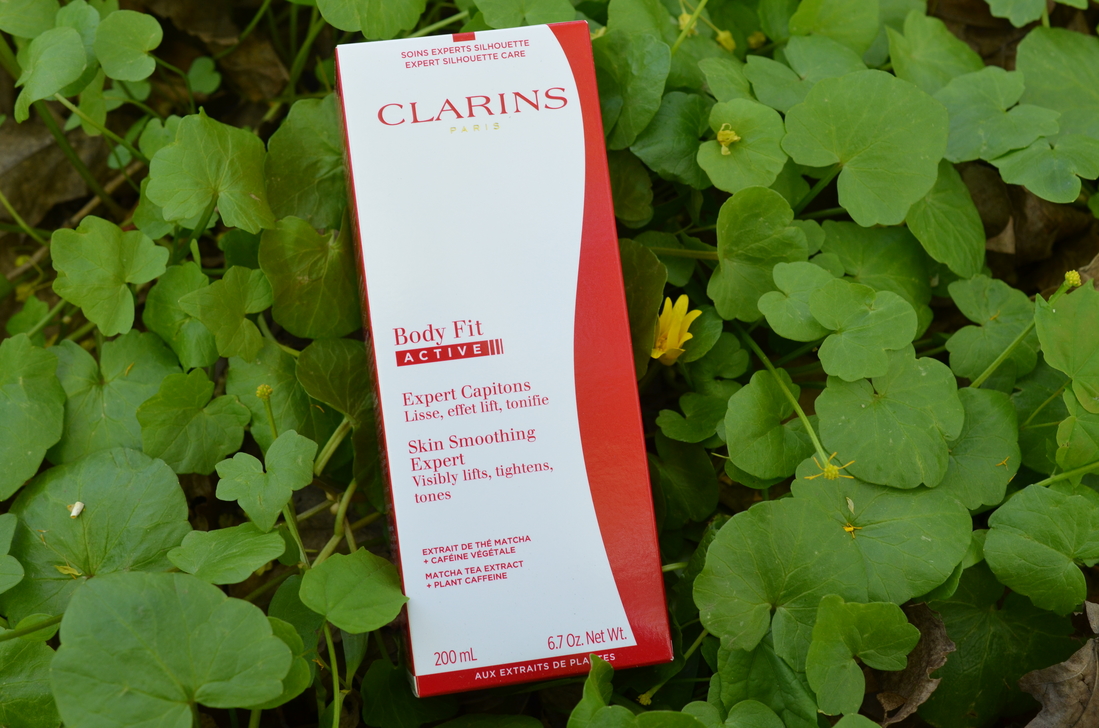 SOINS EXPERTS SILHOUETTE
EXPERT SILHOUETTE CARE
CLARINS
PARIS
Body Fit
ACTIVE
Expert Capitons
Lisse, effet lift, tonifie
Skin Smoothing
Expert
Visibly lifts, tightens,
tones
EXTRAIT DE THÉ MATCHA
+ CAFÉINE VÉGÉTALE
MATCHA TEA EXTRACT
+ PLANT CAFFEINE
200 mL 6.7 Oz. Net Wt.
AUX EXTRAITS DE PLANTES